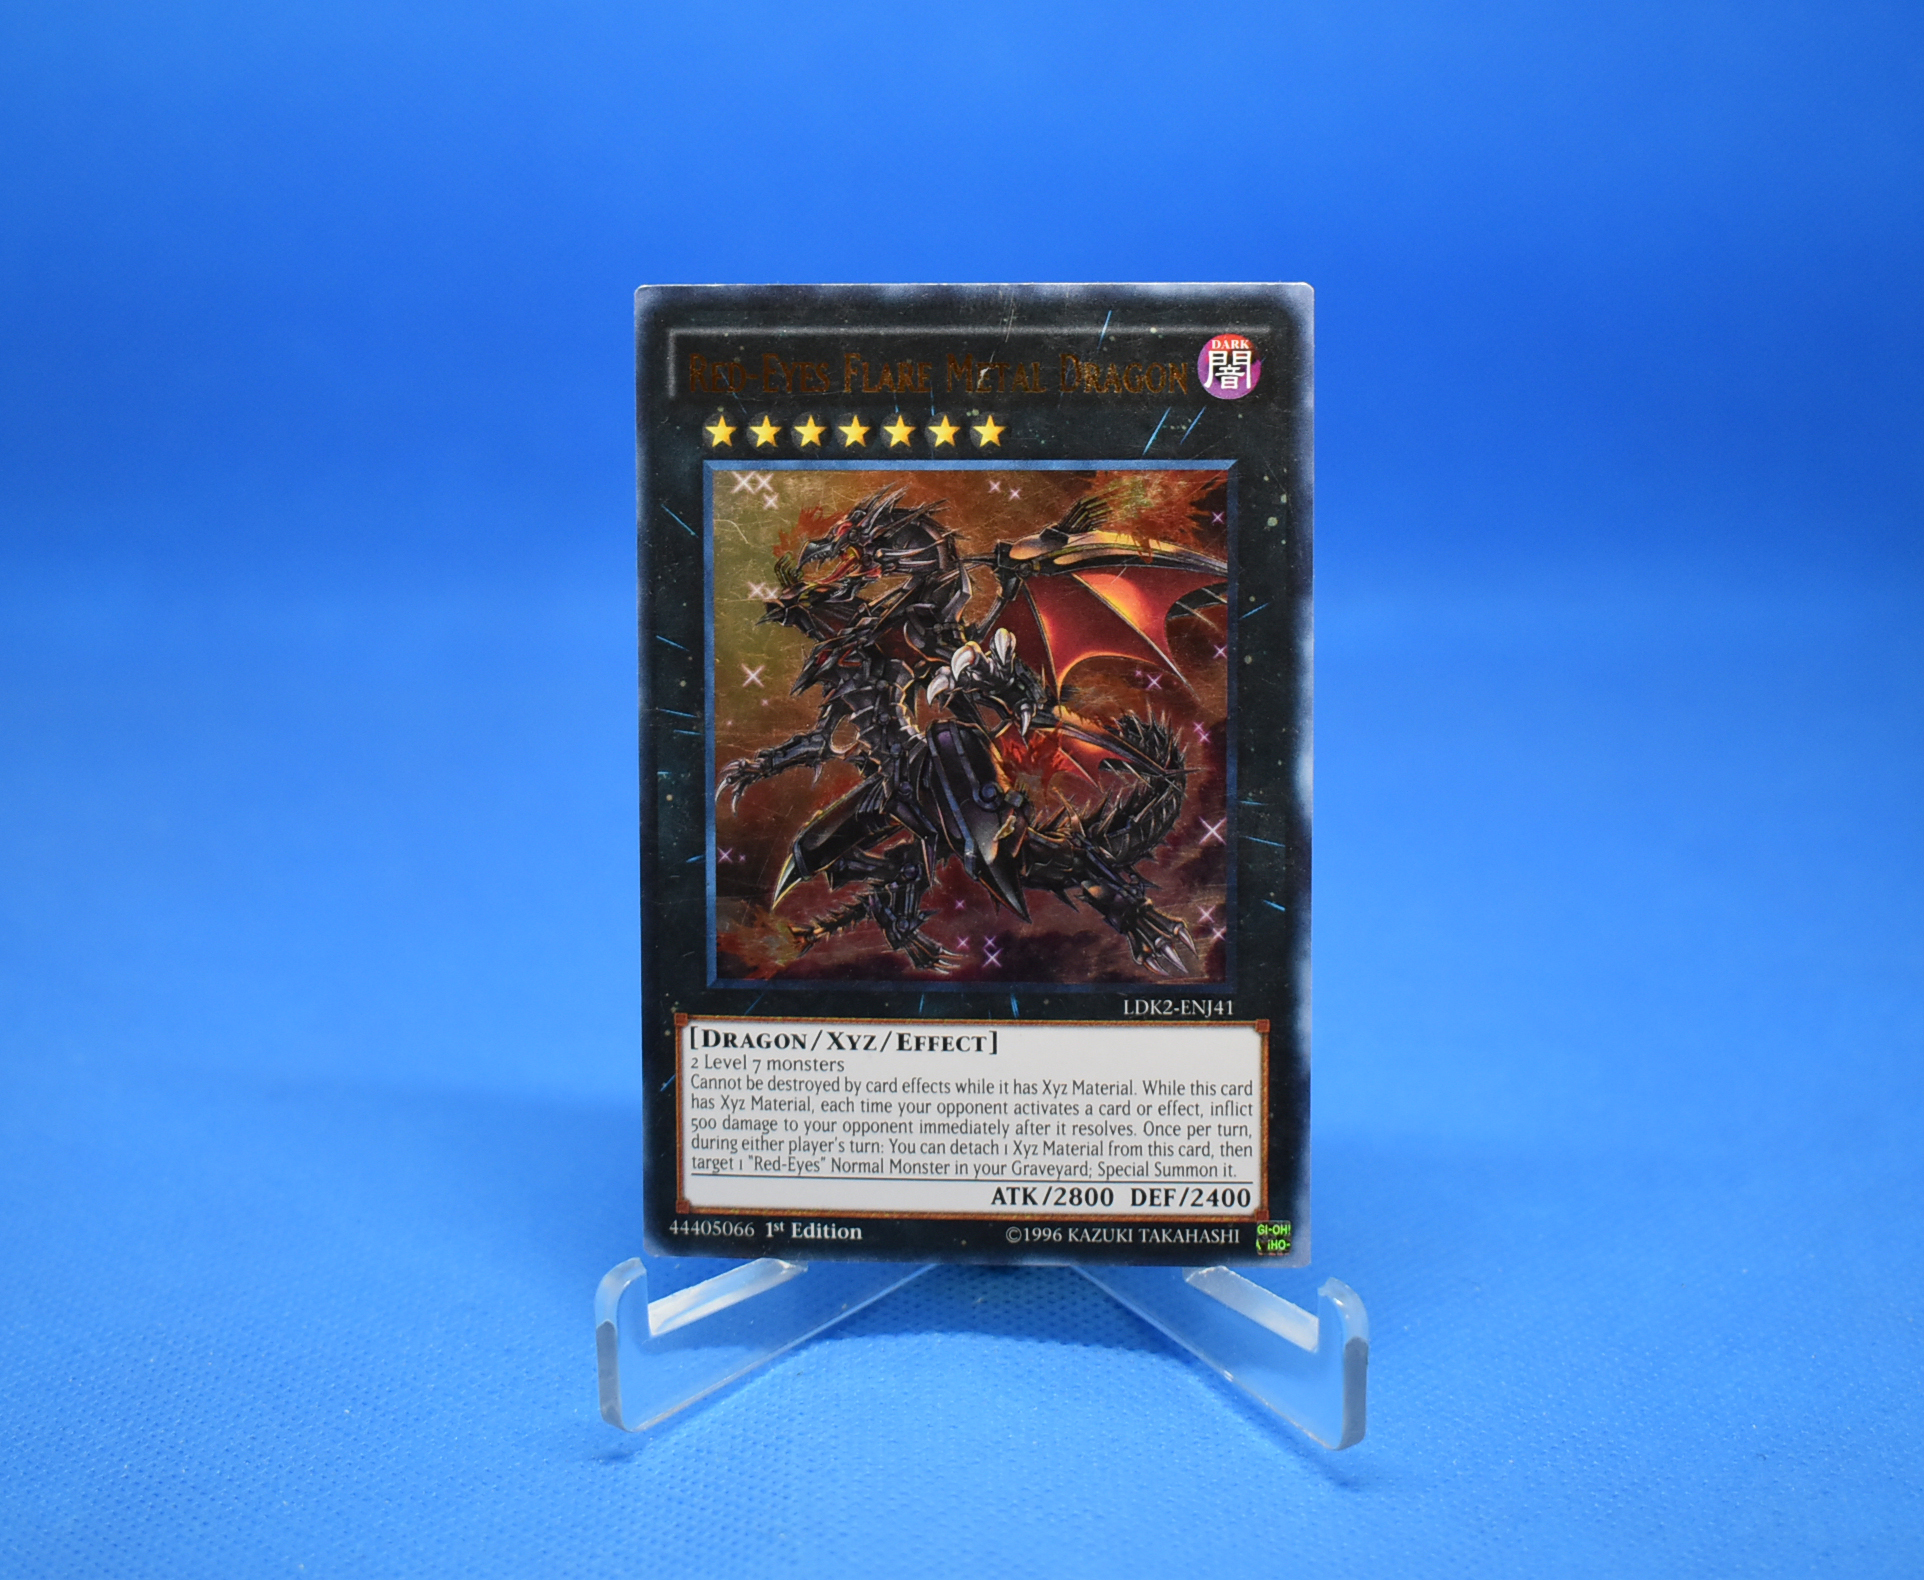 Red-Eyes Flare Metal Dragon
DARK
闇
LDK2-ENJ41
[Dragon/Xyz/Effect]
2 Level 7 monsters
Cannot be destroyed by card effects while it has Xyz Material. While this card
has Xyz Material, each time your opponent activates a card or effect, inflict
500 damage to your opponent immediately after it resolves. Once per turn,
during either player's turn: You can detach 1 Xyz Material from this card, then
target 1 "Red-Eyes" Normal Monster in your Graveyard; Special Summon it.
ATK/2800 DEF/2400
44405066 1st Edition ©1996 KAZUKI TAKAHASHI
GI-OH!